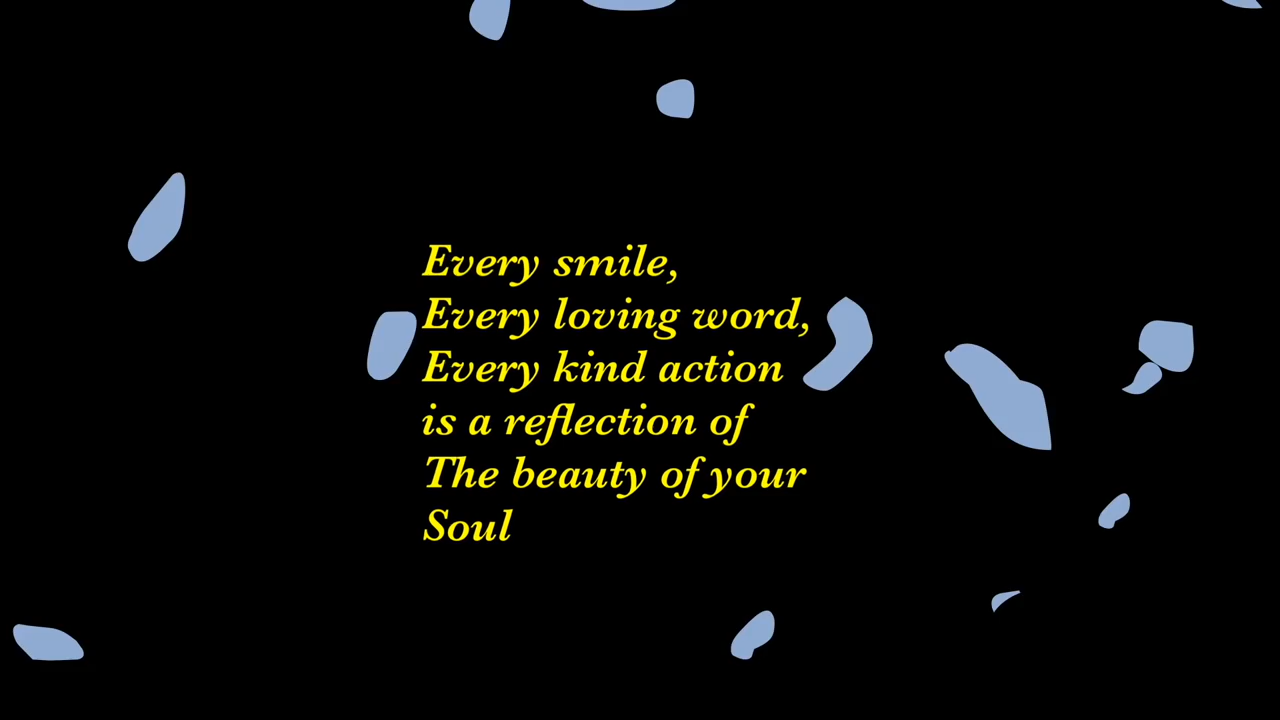 Every smile,
Every loving word,
Every kind action
is a reflection of
The beauty of your
Soul